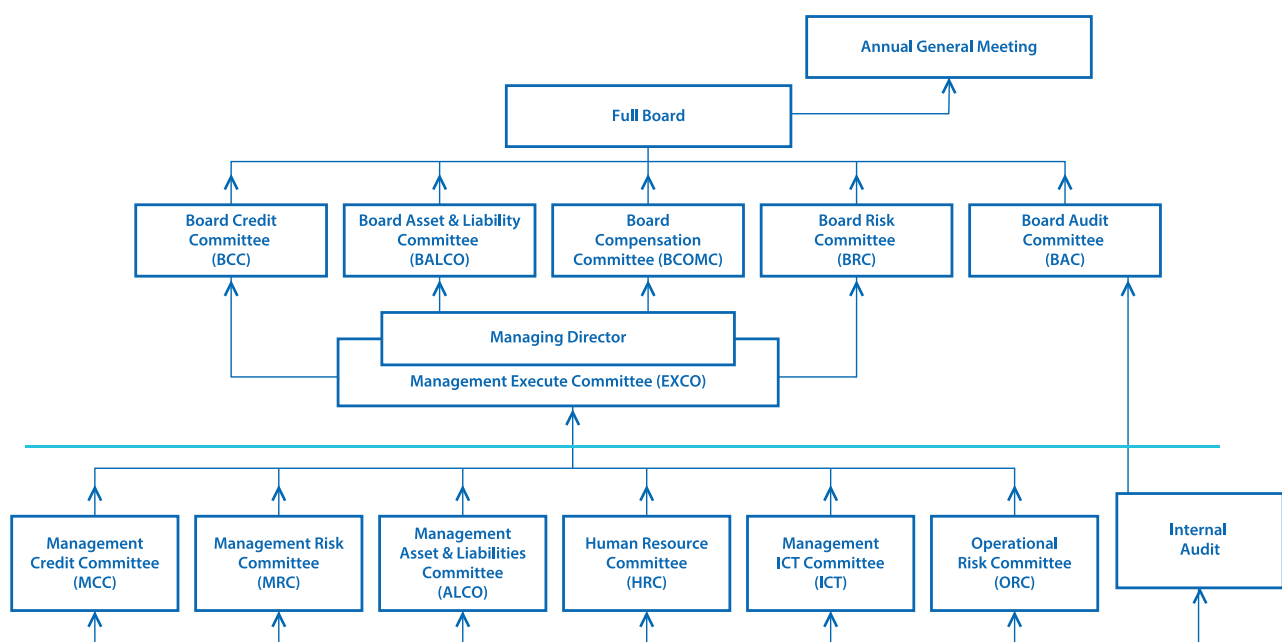 Annual General Meeting
Full Board
Board Credit
Committee
(BCC)
Board Asset & Liability
Committee
(BALCO)
Board
Compensation
Committee (BCOMC)
Board Risk
Committee
(BRC)
Board Audit
Committee
(BAC)
Managing Director
Management Execute Committee (EXCO)
Management
Credit Committee
(MCC)
Management Risk
Committee
(MRC)
Management
Asset & Liabilities
Committee
(ALCO)
Human Resource
Committee
(HRC)
Management
ICT Committee
(ICT)
Operational
Risk Committee
(ORC)
Internal
Audit